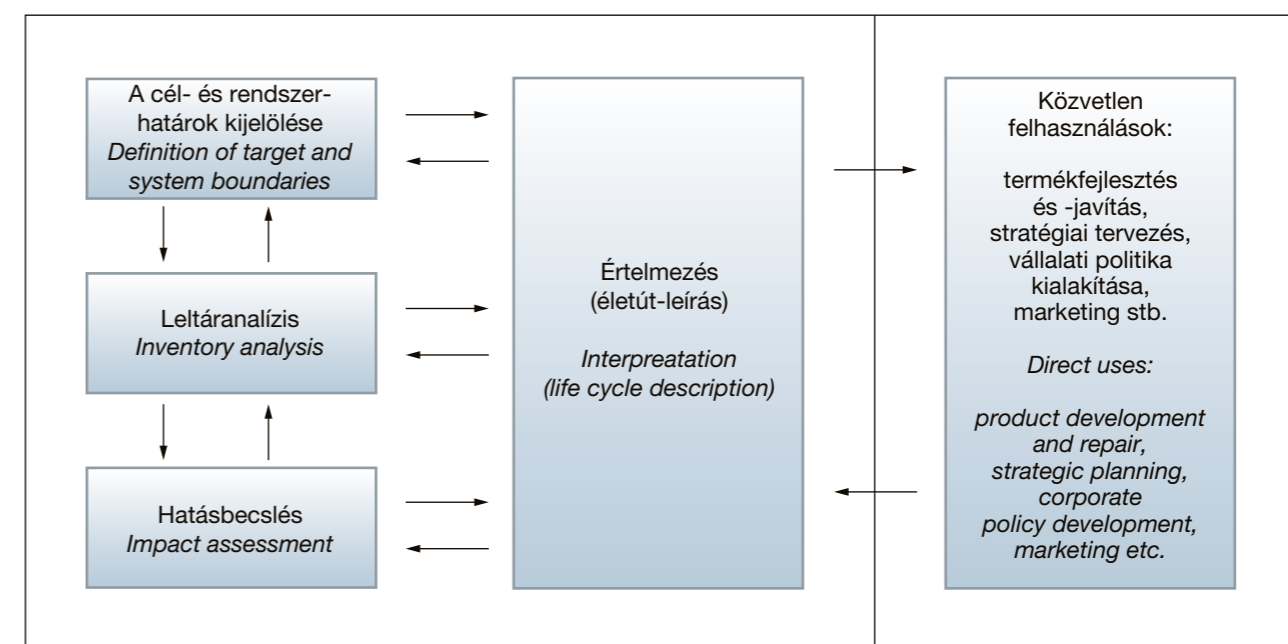 A cél- és rendszer-
határok kijelölése
Definition of target and
system boundaries
Leltáranalízis
Inventory analysis
Hatásbecslés
Impact assessment
Értelmezés
(életút-leírás)
Interpreatation
(life cycle description)
Közvetlen
felhasználások:
termékfejlesztés
és -javítás,
stratégiai tervezés,
vállalati politika
kialakítása,
marketing stb.
Direct uses:
product development
and repair,
strategic planning,
corporate
policy development,
marketing etc.